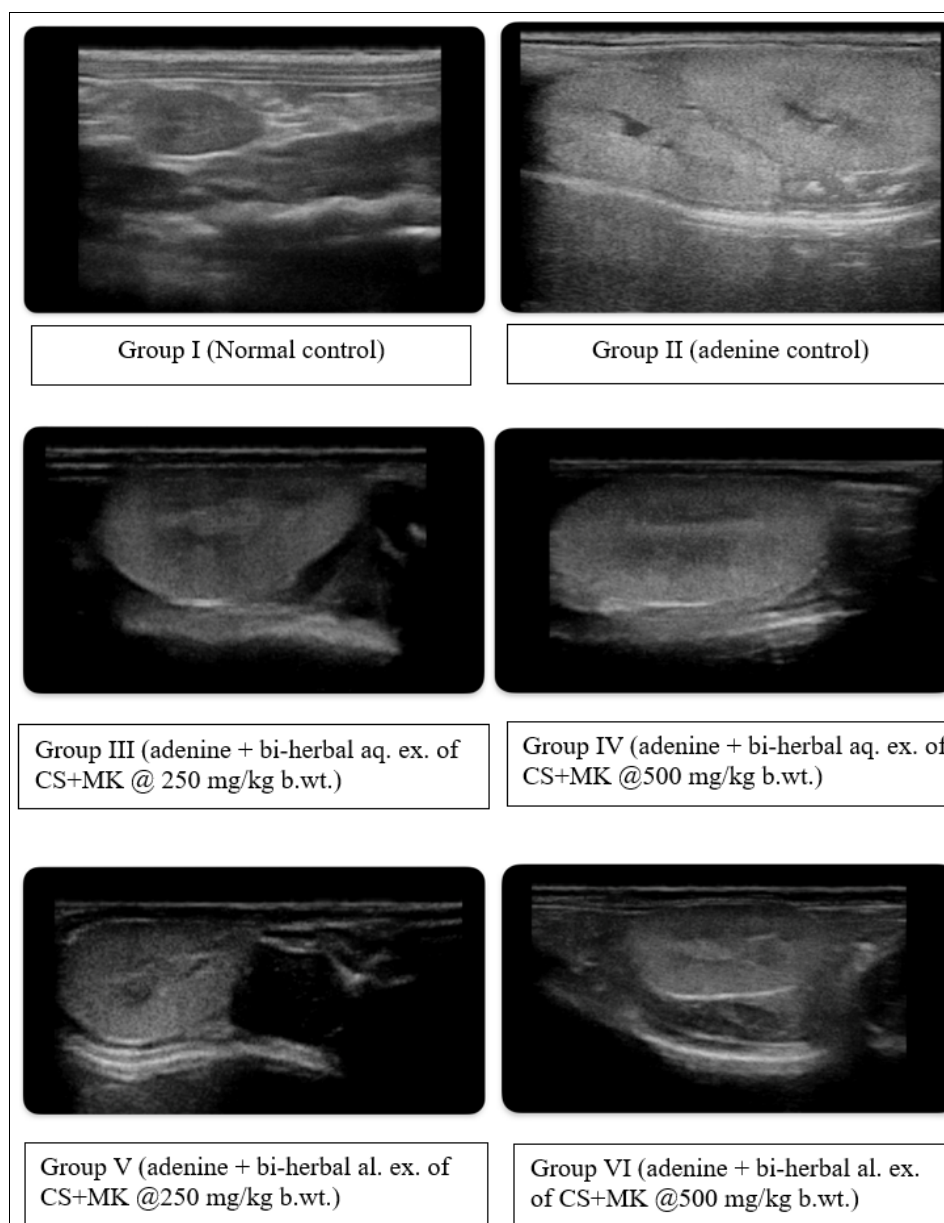 Group I (Normal control)
Group II (adenine control)
Group III (adenine + bi-herbal aq. ex. of
CS+MK @ 250 mg/kg b.wt.)
Group IV (adenine + bi-herbal aq. ex. of
CS+MK @500 mg/kg b.wt.)
Group V (adenine + bi-herbal al. ex. of
CS+MK @250 mg/kg b.wt.)
Group VI (adenine + bi-herbal al. ex.
of CS+MK @500 mg/kg b.wt.)